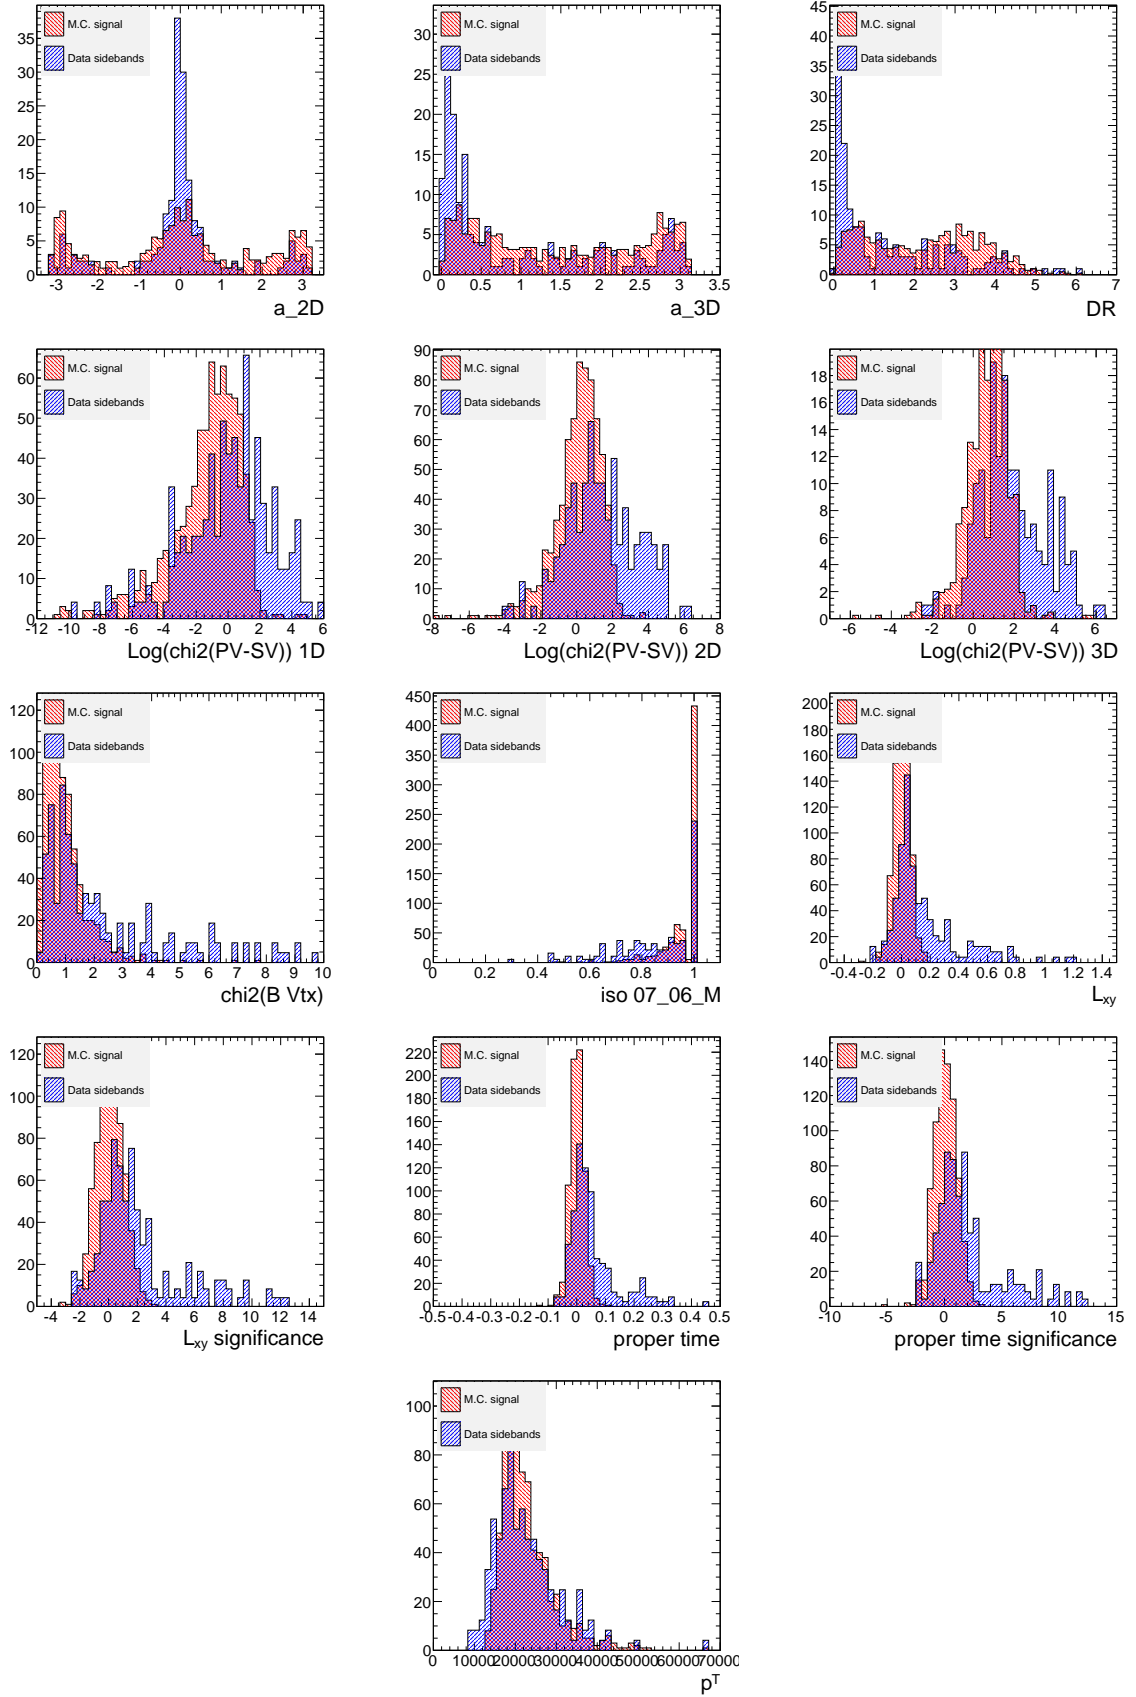 M.C. signal
Data sidebands
35
30
25
20
15
10
5
0
-3 -2 -1 0 1 2 3
a_2D
M.C. signal
Data sidebands
30
25
20
15
10
5
0
0 0.5 1 1.5 2 2.5 3 3.5
a_3D
M.C. signal
Data sidebands
45
40
35
30
25
20
15
10
5
0
0 1 2 3 4 5 6 7
DR
M.C. signal
Data sidebands
60
50
40
30
20
10
0
-12 -10 -8 -6 -4 -2 0 2 4 6
Log(chi2(PV-SV)) 1D
M.C. signal
Data sidebands
90
80
70
60
50
40
30
20
10
0
-8 -6 -4 -2 0 2 4 6 8
Log(chi2(PV-SV)) 2D
M.C. signal
Data sidebands
18
16
14
12
10
8
6
4
2
0
-6 -4 -2 0 2 4 6
Log(chi2(PV-SV)) 3D
M.C. signal
Data sidebands
120
100
80
60
40
20
0
0 1 2 3 4 5 6 7 8 9 10
chi2(B Vtx)
M.C. signal
Data sidebands
450
400
350
300
250
200
150
100
50
0
0 0.2 0.4 0.6 0.8 1
iso 07_06_M
M.C. signal
Data sidebands
200
180
160
140
120
100
80
60
40
20
0
-0.4 -0.2 0 0.2 0.4 0.6 0.8 1 1.2 1.4
Lxy
M.C. signal
Data sidebands
120
100
80
60
40
20
0
-4 -2 0 2 4 6 8 10 12 14
Lxy significance
M.C. signal
Data sidebands
220
200
180
160
140
120
100
80
60
40
20
0
-0.5 -0.4 -0.3 -0.2 -0.1 0 0.1 0.2 0.3 0.4 0.5
proper time
M.C. signal
Data sidebands
140
120
100
80
60
40
20
0
-10 -5 0 5 10 15
proper time significance
M.C. signal
Data sidebands
100
80
60
40
20
0
0 10000 20000 30000 40000 50000 60000 70000
pT